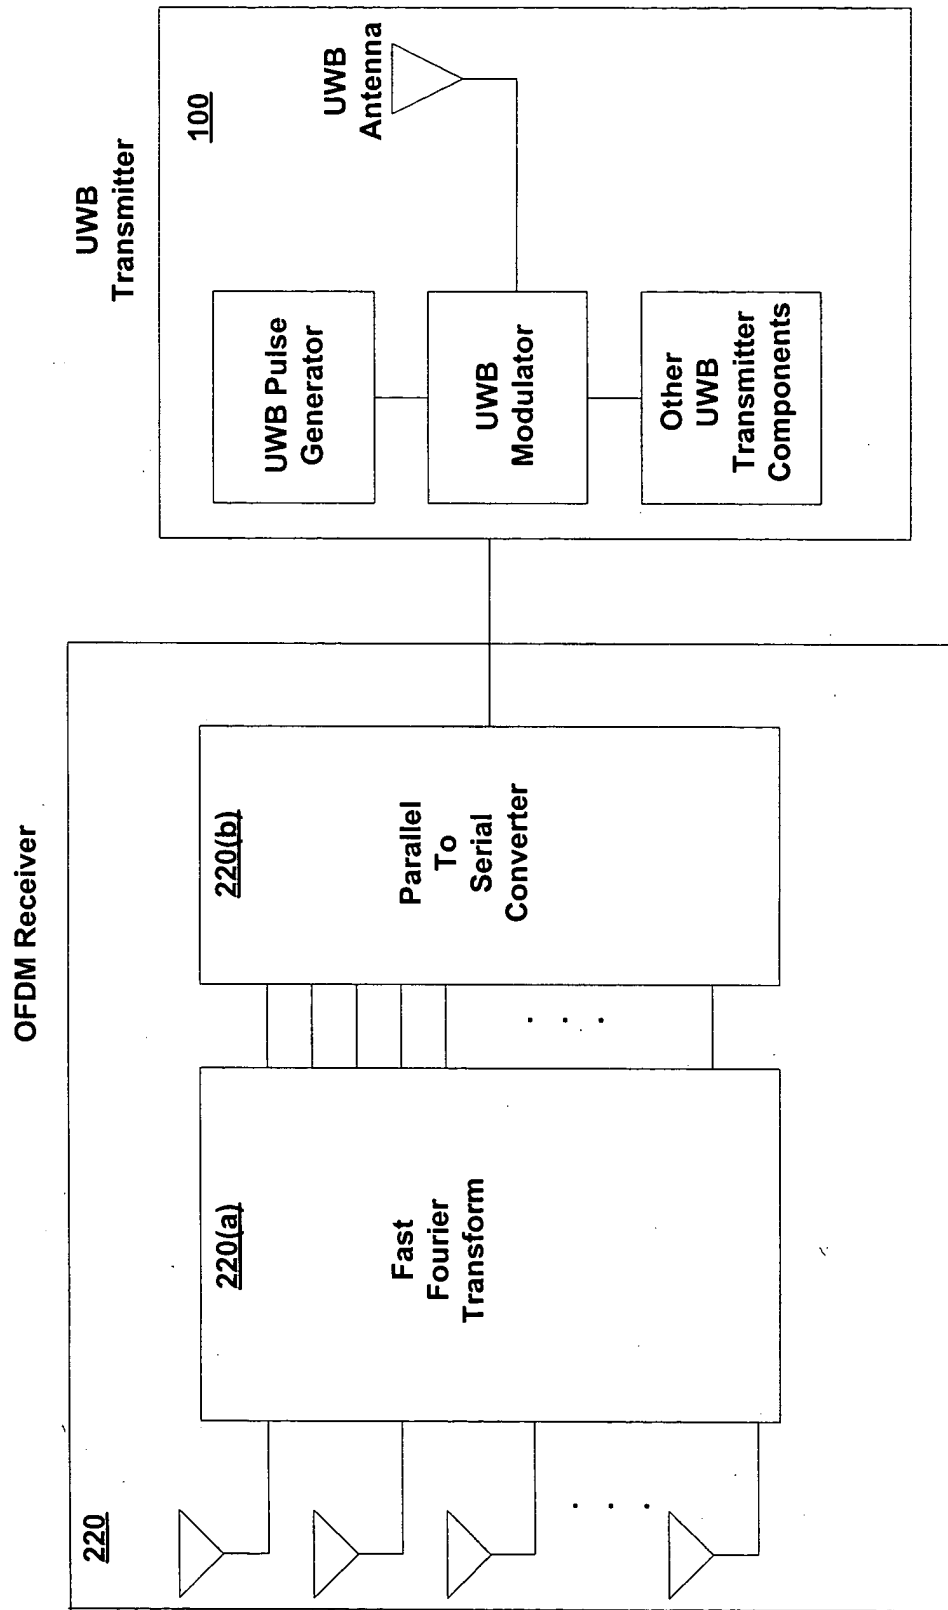 OFDM Receiver
220
220(a)
Fast
Fourier
Transform
220(b)
Parallel
To
Serial
Converter
UWB
Transmitter
100
UWB Pulse
Generator
UWB
Modulator
Other
UWB
Transmitter
Components
UWB
Antenna